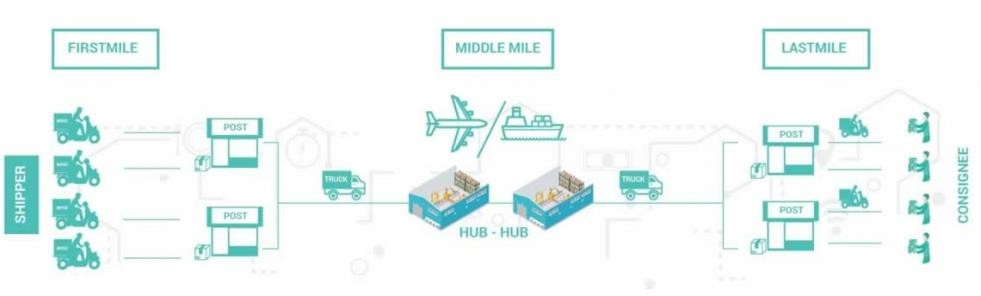 FIRSTMILE
MIDDLE MILE
LASTMILE
SHIPPER
POST
POST
TRUCK
HUB - HUB
TRUCK
POST
POST
CONSIGNEE